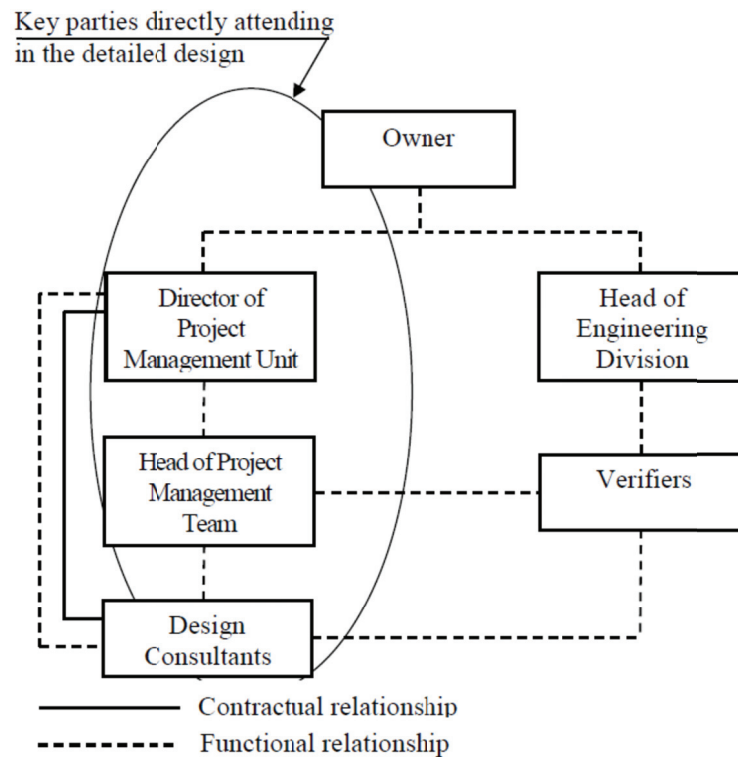 Key parties directly attending
in the detailed design
Owner
Director of
Project
Management Unit
Head of
Engineering
Division
Head of Project
Management
Team
Verifiers
Design
Consultants
Contractual relationship
Functional relationship